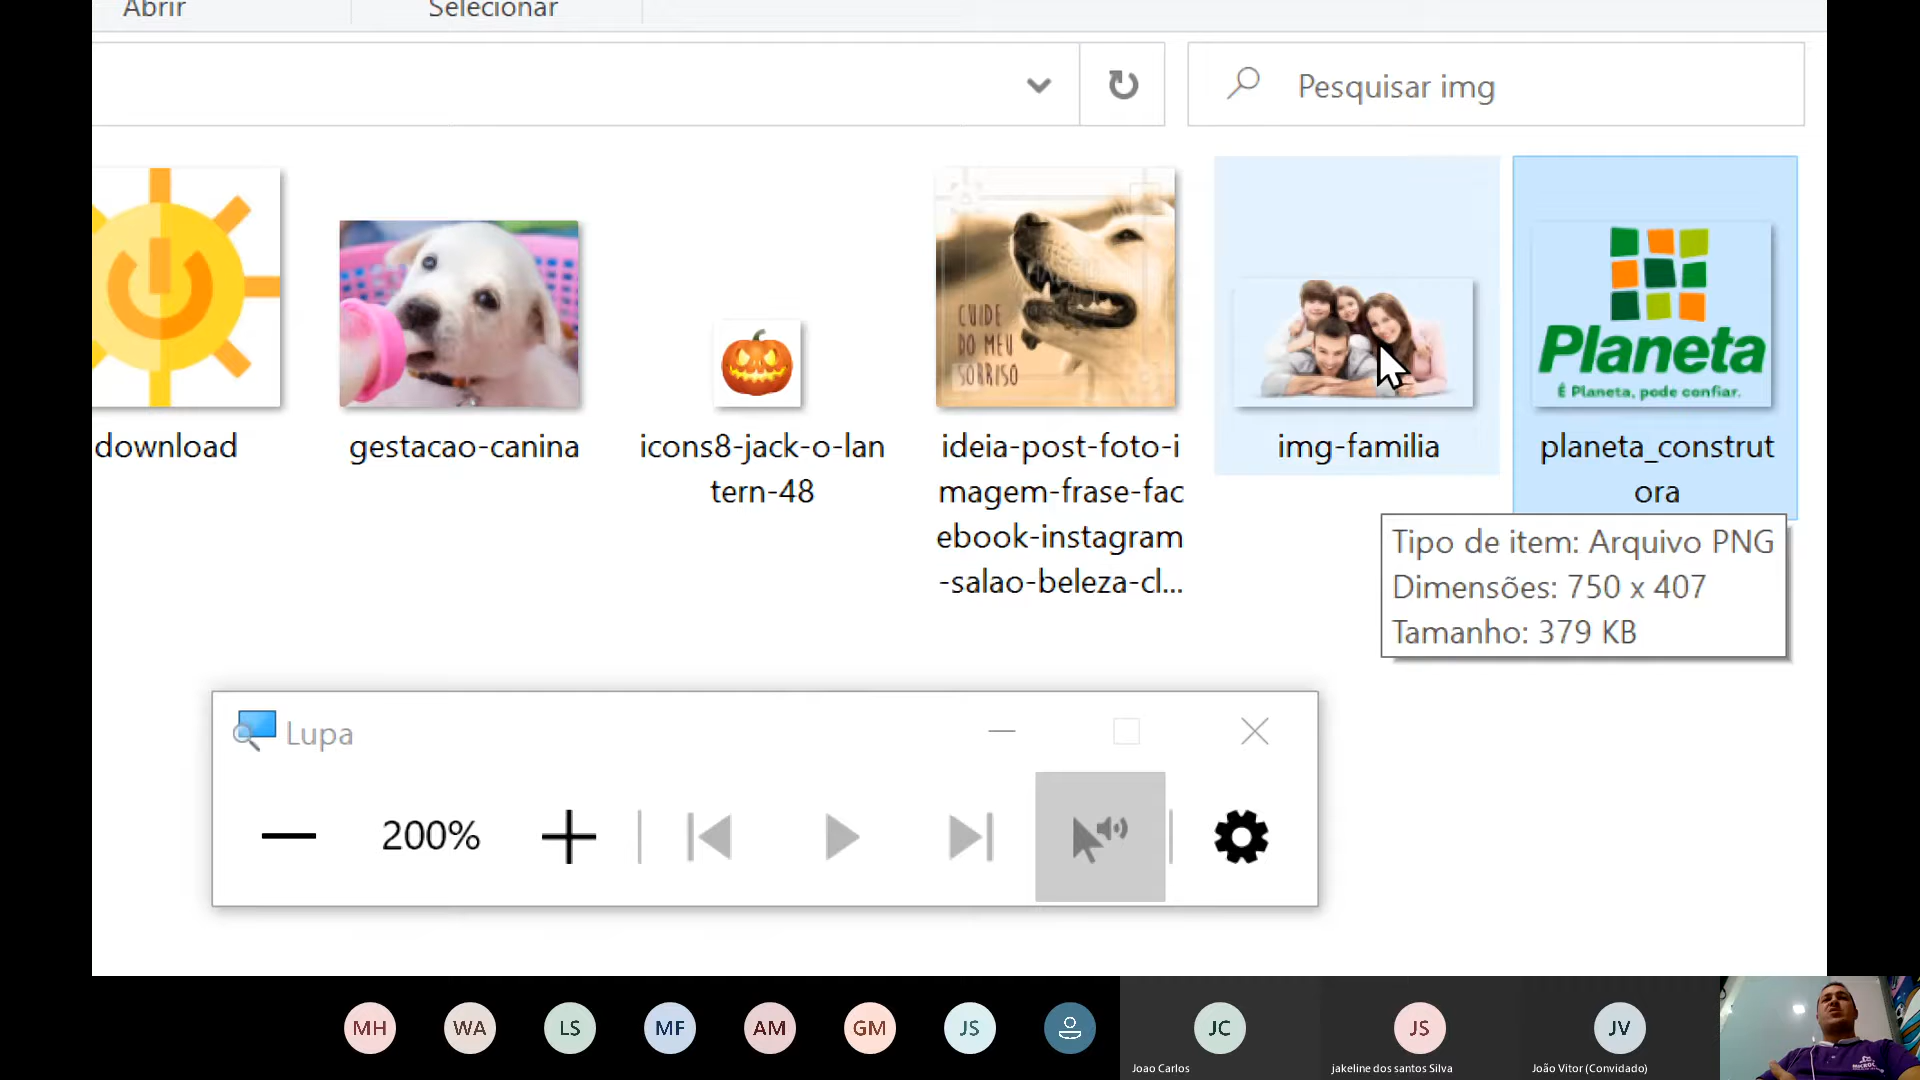 Abrir
Selecionar
Pesquisar img
CUIDE
DO MEU
SORRISO
Planeta
É Planeta, pode confiar.
download
gestacao-canina
icons8-jack-o-lan
tern-48
ideia-post-foto-i
magem-frase-fac
ebook-instagram
-salao-beleza-cl...
img-familia
planeta_construt
ora
Tipo de item: Arquivo PNG
Dimensões: 750 x 407
Tamanho: 379 KB
Lupa
200%
MH
WA
LS
MF
AM
GM
JS
JC
JS
JV
Joao Carlos
jakeline dos santos Silva
João Vitor (Convidado)